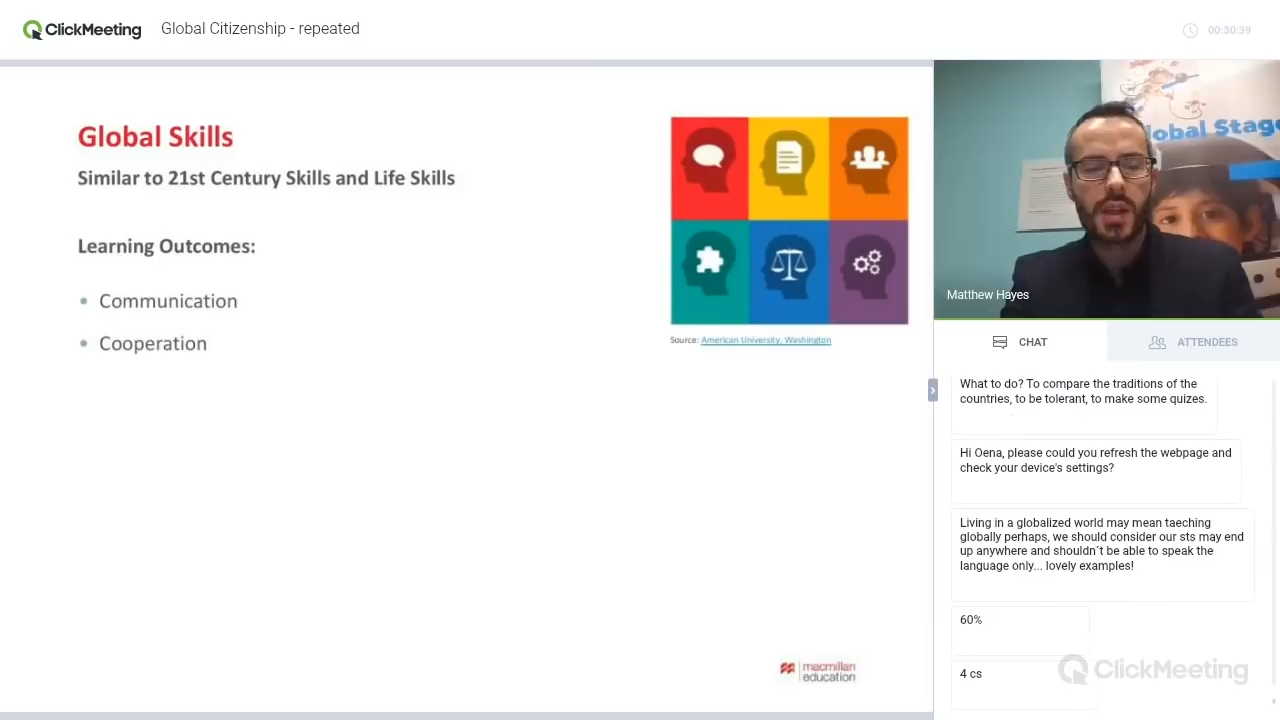 ClickMeeting
Global Citizenship - repeated
00:30:39
Global Skills
Similar to 21st Century Skills and Life Skills
Learning Outcomes:
• Communication
• Cooperation
Source: American University, Washington
macmillan
education
lobal Stage
Matthew Hayes
CHAT
ATTENDEES
What to do? To compare the traditions of the
countries, to be tolerant, to make some quizes.
Hi Oena, please could you refresh the webpage and
check your device's settings?
Living in a globalized world may mean taeching
globally perhaps, we should consider our sts may end
up anywhere and shouldn´t be able to speak the
language only... lovely examples!
60%
4 cs
ClickMeeting